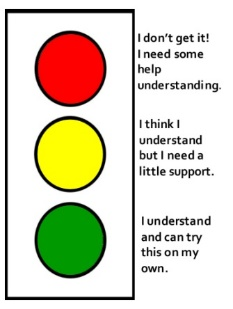 I don't get it!
I need some
help
understanding.
I think I
understand
but I need a
little support.
I understand
and can try
this on my
own.